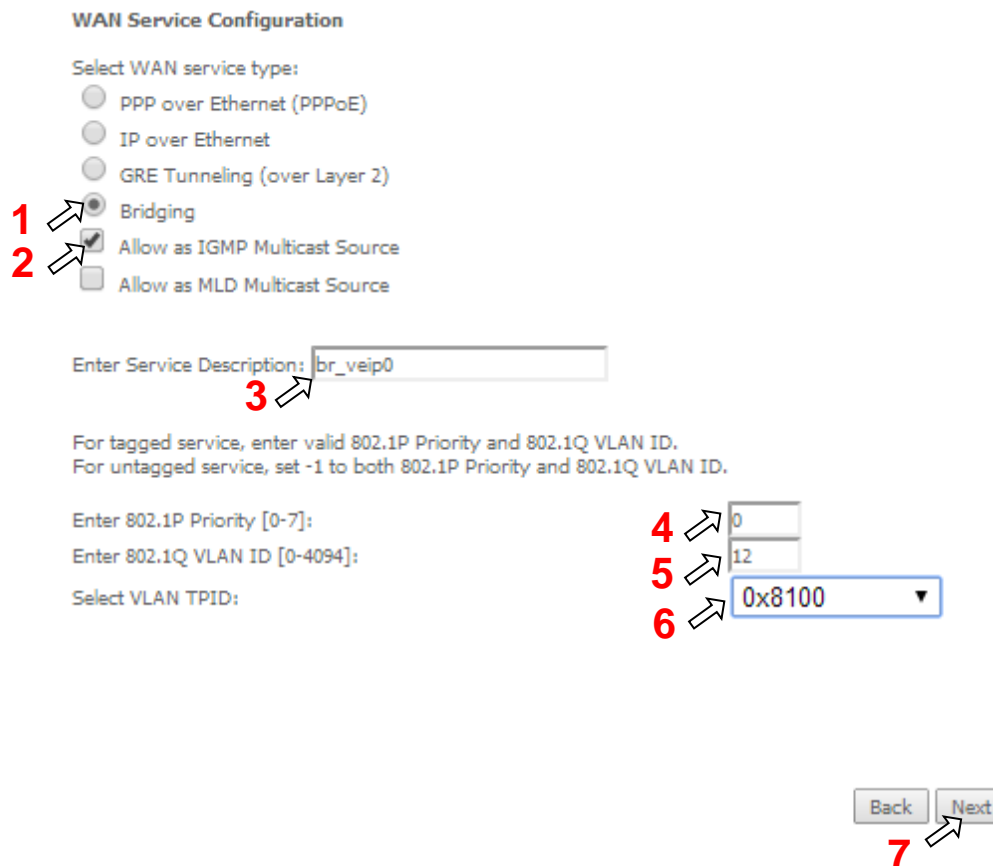 WAN Service Configuration
Select WAN service type:
PPP over Ethernet (PPPoE)
IP over Ethernet
GRE Tunneling (over Layer 2)
1 Bridging
2 Allow as IGMP Multicast Source
Allow as MLD Multicast Source
Enter Service Description: br_veip0
3
For tagged service, enter valid 802.1P Priority and 802.1Q VLAN ID.
For untagged service, set -1 to both 802.1P Priority and 802.1Q VLAN ID.
Enter 802.1P Priority [0-7]: 4 0
Enter 802.1Q VLAN ID [0-4094]: 5 12
Select VLAN TPID: 6 0x8100
Back Next
7